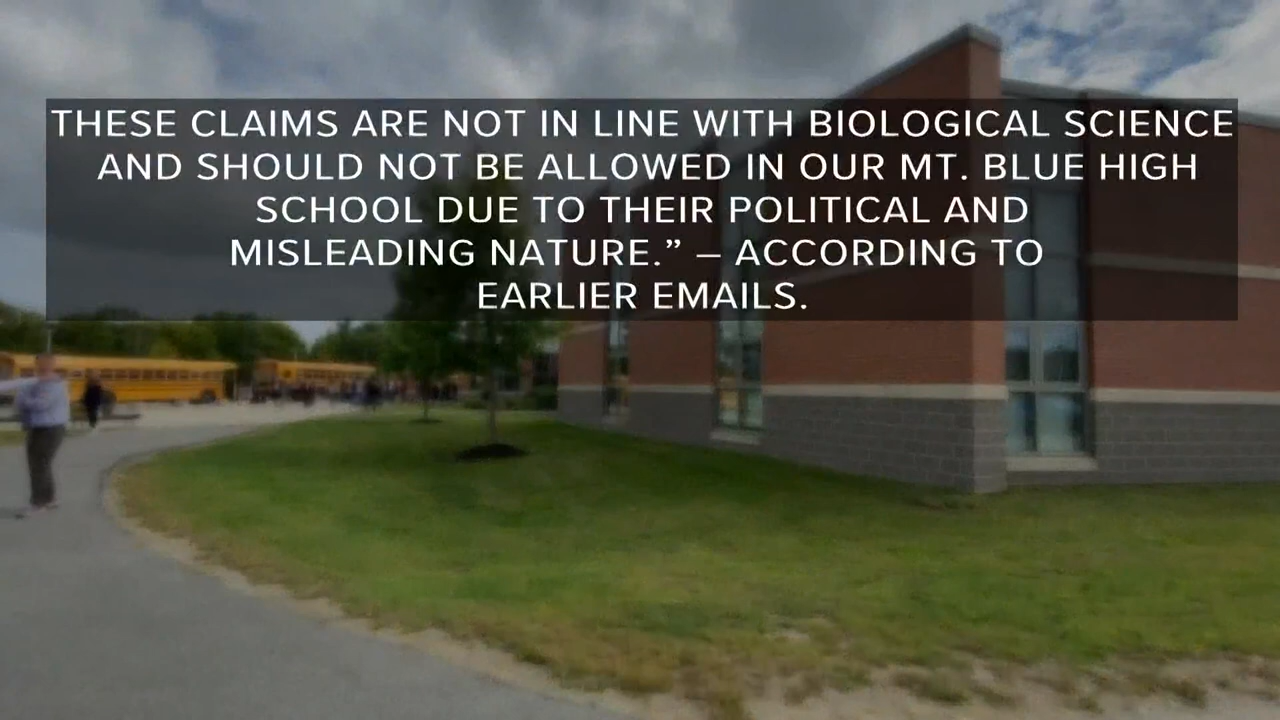 THESE CLAIMS ARE NOT IN LINE WITH BIOLOGICAL SCIENCE
AND SHOULD NOT BE ALLOWED IN OUR MT. BLUE HIGH
SCHOOL DUE TO THEIR POLITICAL AND
MISLEADING NATURE.” – ACCORDING TO
EARLIER EMAILS.